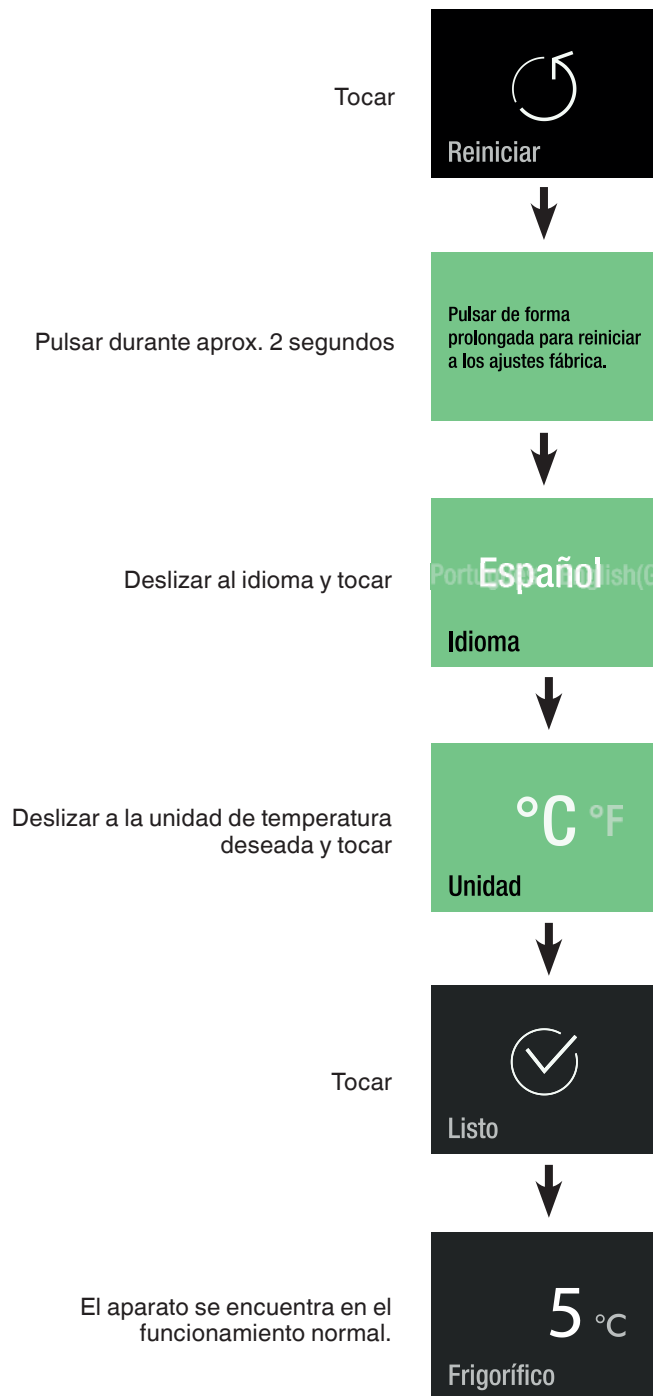 Tocar
Reiniciar
Pulsar durante aprox. 2 segundos
Pulsar de forma
prolongada para reiniciar
a los ajustes fábrica.
Deslizar al idioma y tocar
Español
Idioma
Deslizar a la unidad de temperatura
deseada y tocar
°C °F
Unidad
Tocar
Listo
El aparato se encuentra en el
funcionamiento normal.
5 °C
Frigorífico